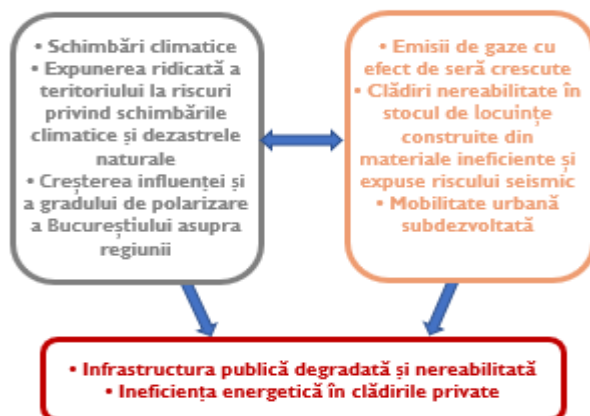 • Schimbări climatice
• Expunerea ridicată a
teritoriului la riscuri
privind schimbările
climatice și dezastrele
naturale
• Creșterea influenței și
a gradului de polarizare
a Bucureștiului asupra
regiunii
• Emisii de gaze cu
efect de seră crescute
• Clădiri nereabilitate în
stocul de locuințe
construite din
materiale ineficiente și
expuse riscului seismic
• Mobilitate urbană
subdezvoltată
• Infrastructura publică degradată și nereabilitată
• Ineficiența energetică în clădirile private